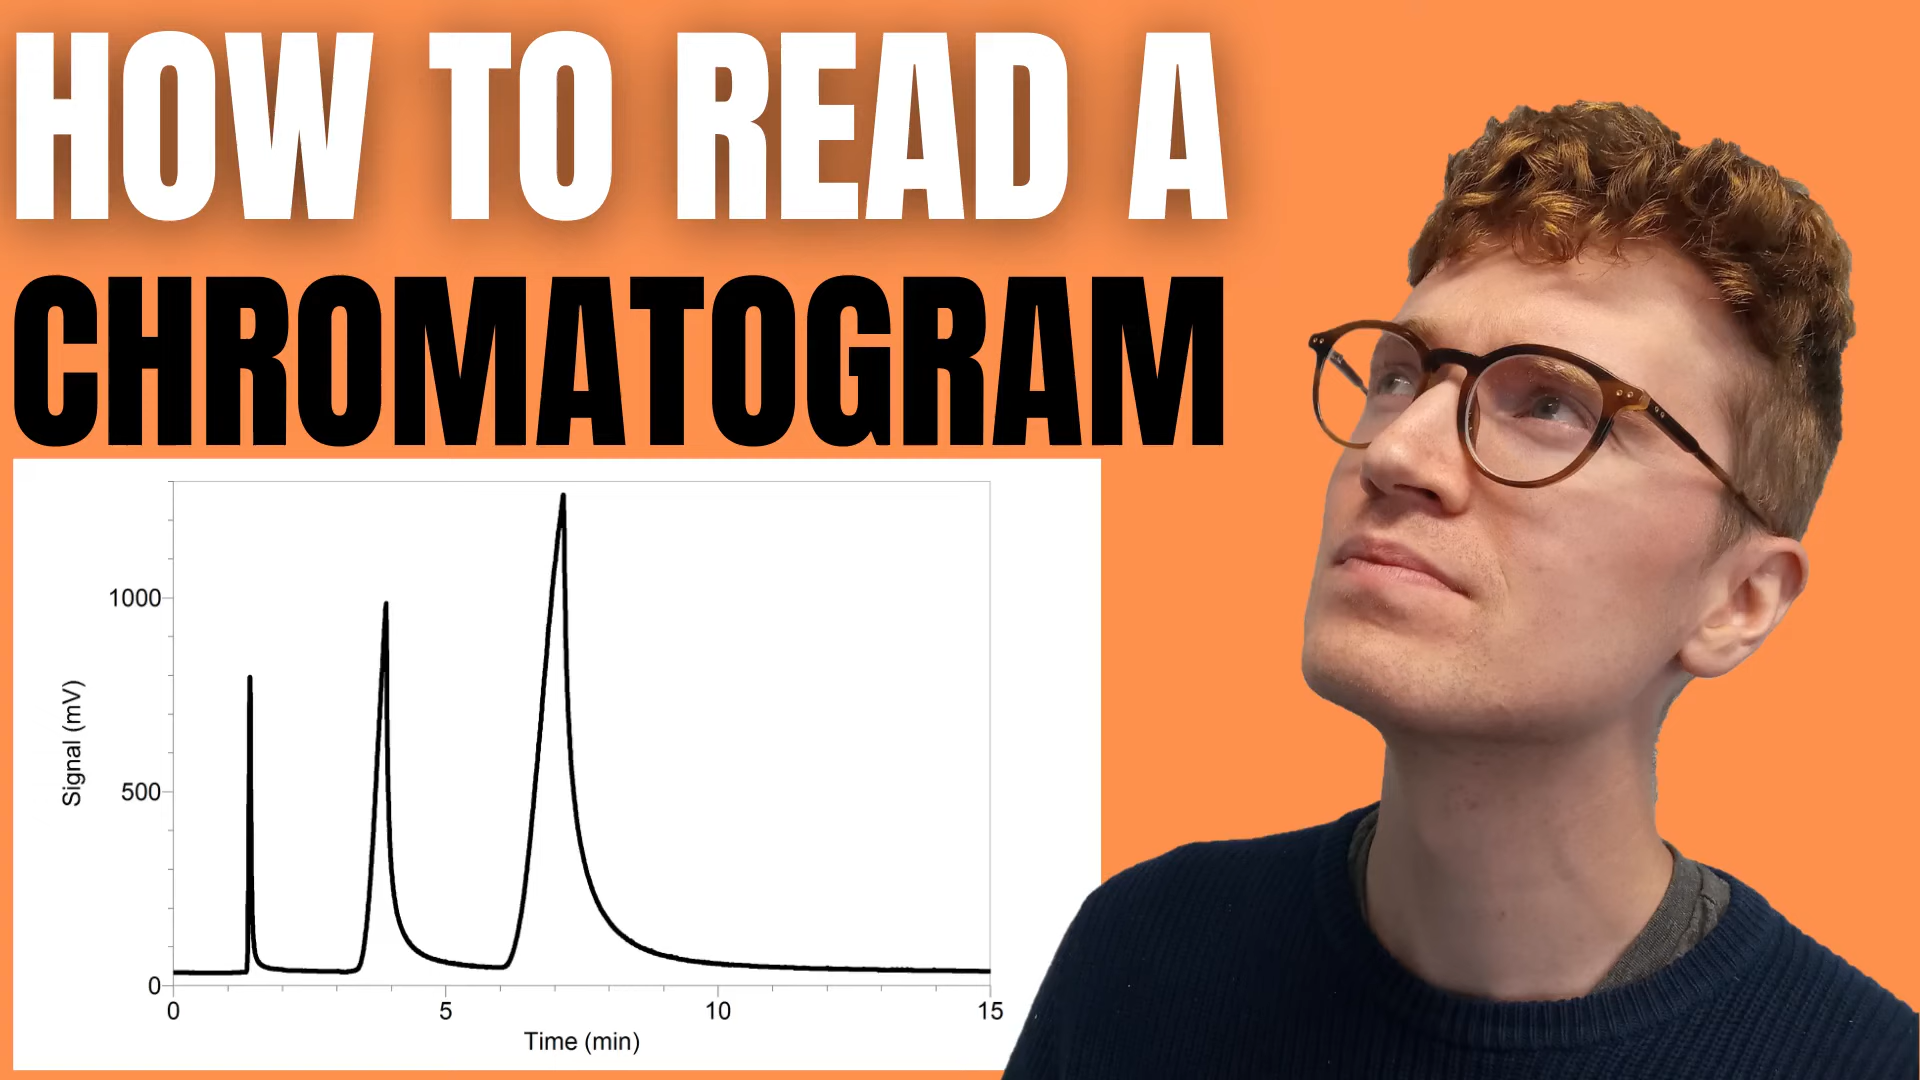 HOW TO READ A
CHROMATOGRAM
1000
500
0
Signal (mV)
0 5 10 15
Time (min)